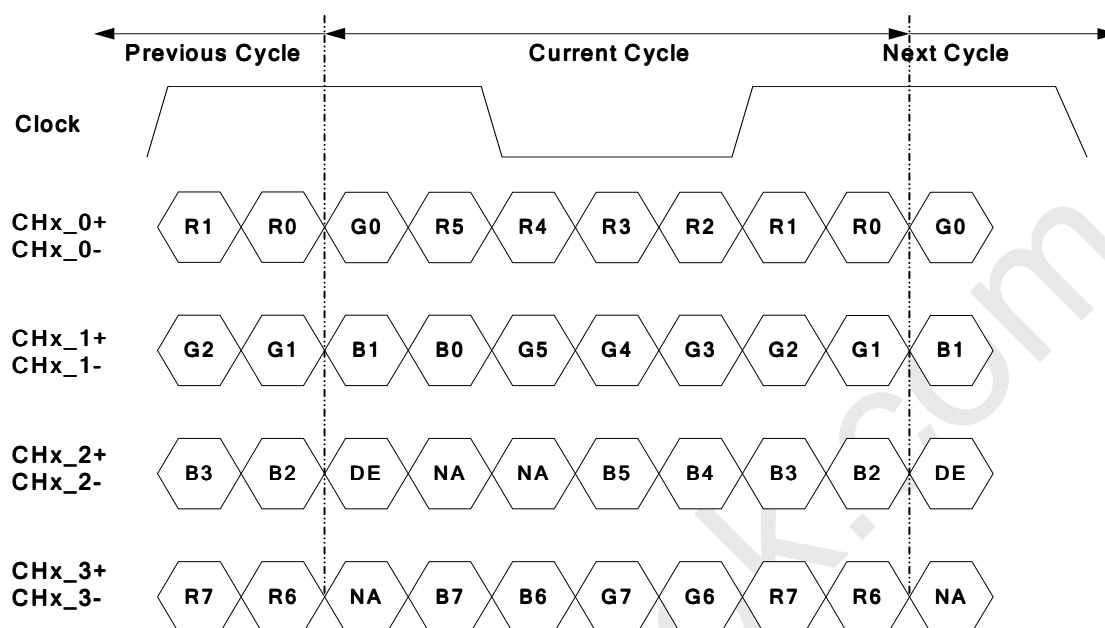 Previous Cycle Current Cycle Next Cycle
Clock
CHx_0+
CHx_0-
R1 R0 G0 R5 R4 R3 R2 R1 R0 G0
CHx_1+
CHx_1-
G2 G1 B1 B0 G5 G4 G3 G2 G1 B1
CHx_2+
CHx_2-
B3 B2 DE NA NA B5 B4 B3 B2 DE
CHx_3+
CHx_3-
R7 R6 NA B7 B6 G7 G6 R7 R6 NA
k.com